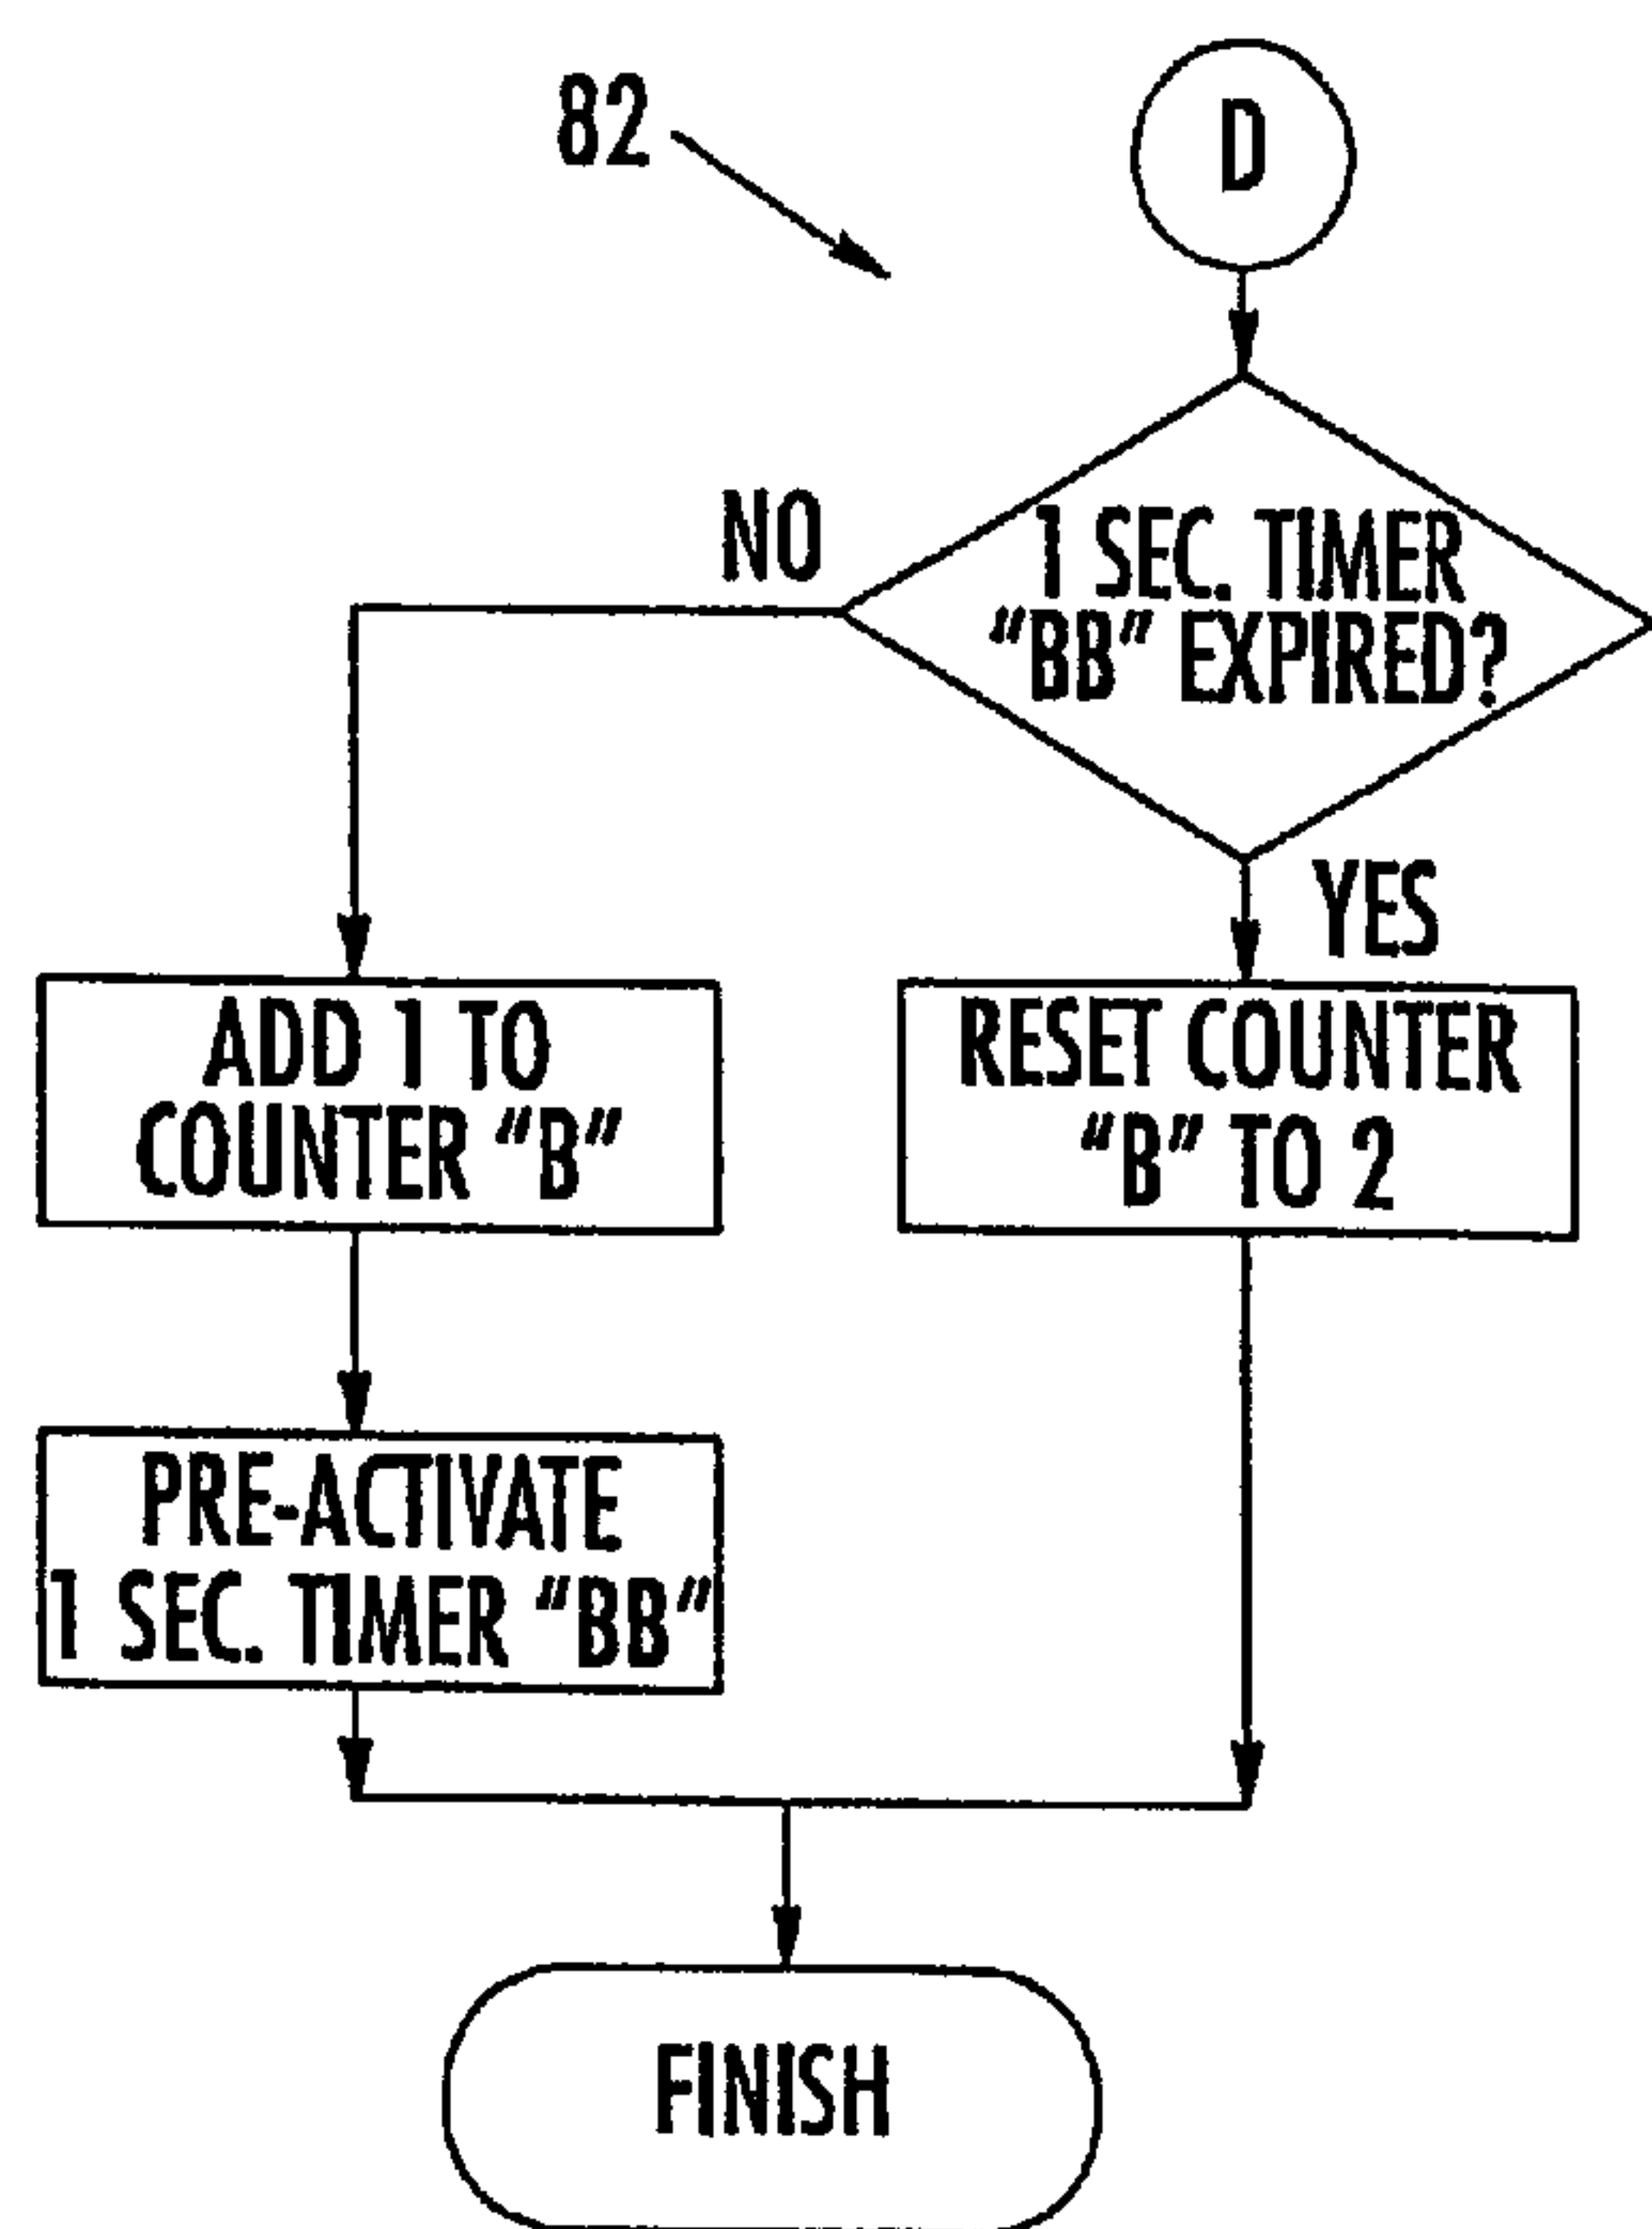 82
D
NO
1 SEC. TIMER
"BB" EXPIRED?
YES
ADD 1 TO
COUNTER "B"
RESET COUNTER
"B" TO 2
PRE-ACTIVATE
1 SEC. TIMER "BB"
FINISH